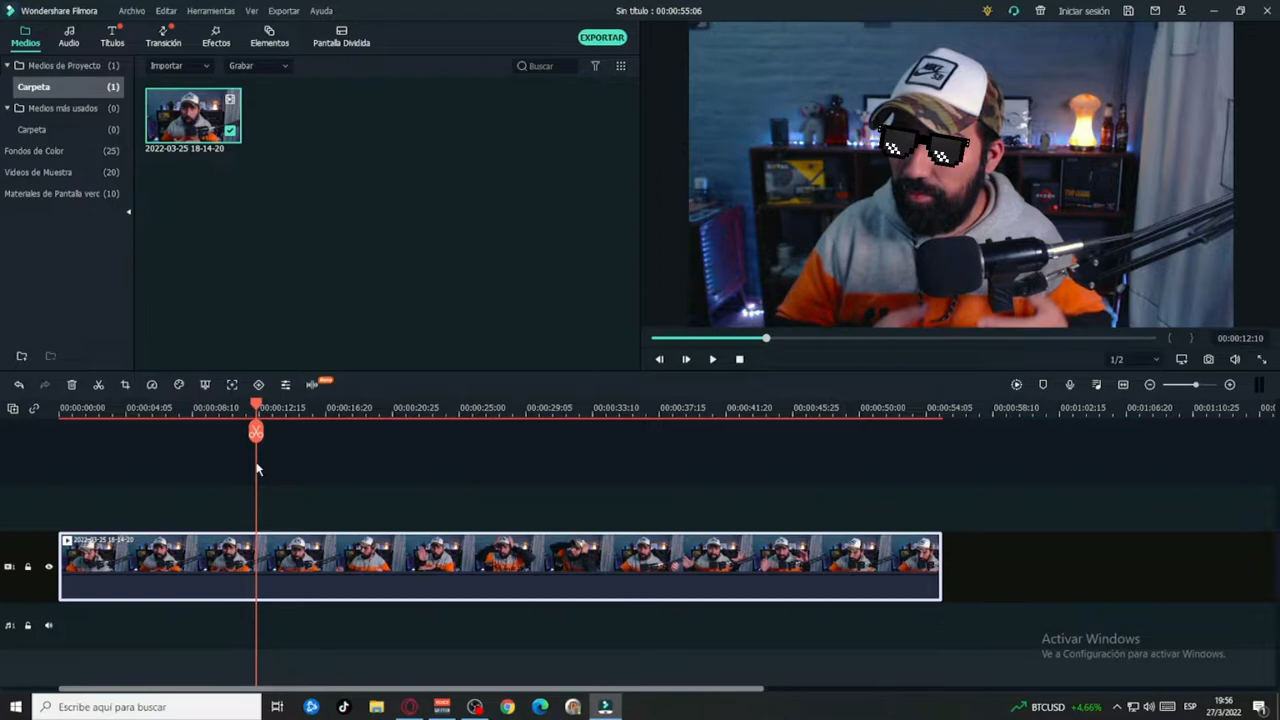 Wondershare Filmora Archivo Editar Herramientas Ver Exportar Ayuda Sin título : 00:00:55:06 Iniciar sesión
Medios Audio Títulos Transición Efectos Elementos Pantalla Dividida EXPORTAR
Medios de Proyecto (1)
Carpeta (1)
Medios más usados (0)
Carpeta (0)
Fondos de Color (25)
Videos de Muestra (20)
Materiales de Pantalla verc (10)
Importar Grabar Buscar
2022-03-25 18-14-20
NIKE SB
RYZEN
00:00:12:10
1/2
00:00:00:00 00:00:04:05 00:00:08:10 00:00:12:15 00:00:16:20 00:00:20:25 00:00:25:00 00:00:29:05 00:00:33:10 00:00:37:15 00:00:41:20 00:00:45:25 00:00:50:00 00:00:54:05 00:00:58:10 00:01:02:15 00:01:06:20 00:01:10:25 00:0
2022-03-25 18-14-20
1
1
Activar Windows
Ve a Configuración para activar Windows.
Escribe aquí para buscar
BTCUSD +4,66% ESP 19:56
27/3/2022